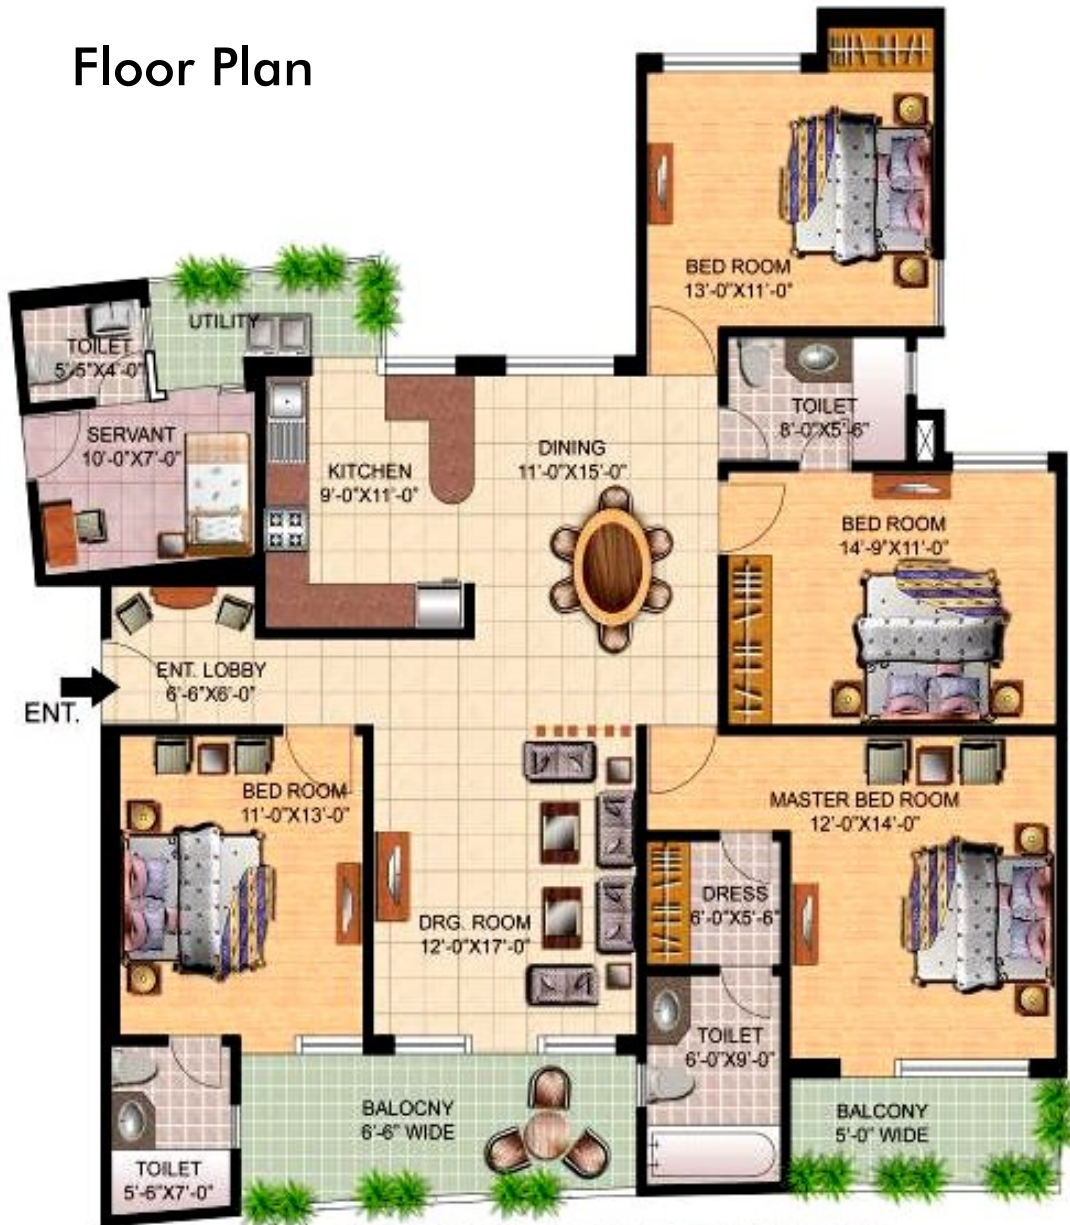 Floor Plan
BED ROOM
13'-0"X11'-0"
UTILITY
TOILET
5'-5"X4'-0"
TOILET
8'-0"X5'-6"
SERVANT
10'-0"X7'-0"
KITCHEN
9'-0"X11'-0"
DINING
11'-0"X15'-0"
BED ROOM
14'-9"X11'-0"
ENT. LOBBY
6'-6"X6'-0"
ENT.
BED ROOM
11'-0"X13'-0"
MASTER BED ROOM
12'-0"X14'-0"
DRESS
6'-0"X5'-6"
DRG. ROOM
12'-0"X17'-0"
TOILET
6'-0"X9'-0"
BALOCNY
6'-6" WIDE
BALCONY
5'-0" WIDE
TOILET
5'-6"X7'-0"